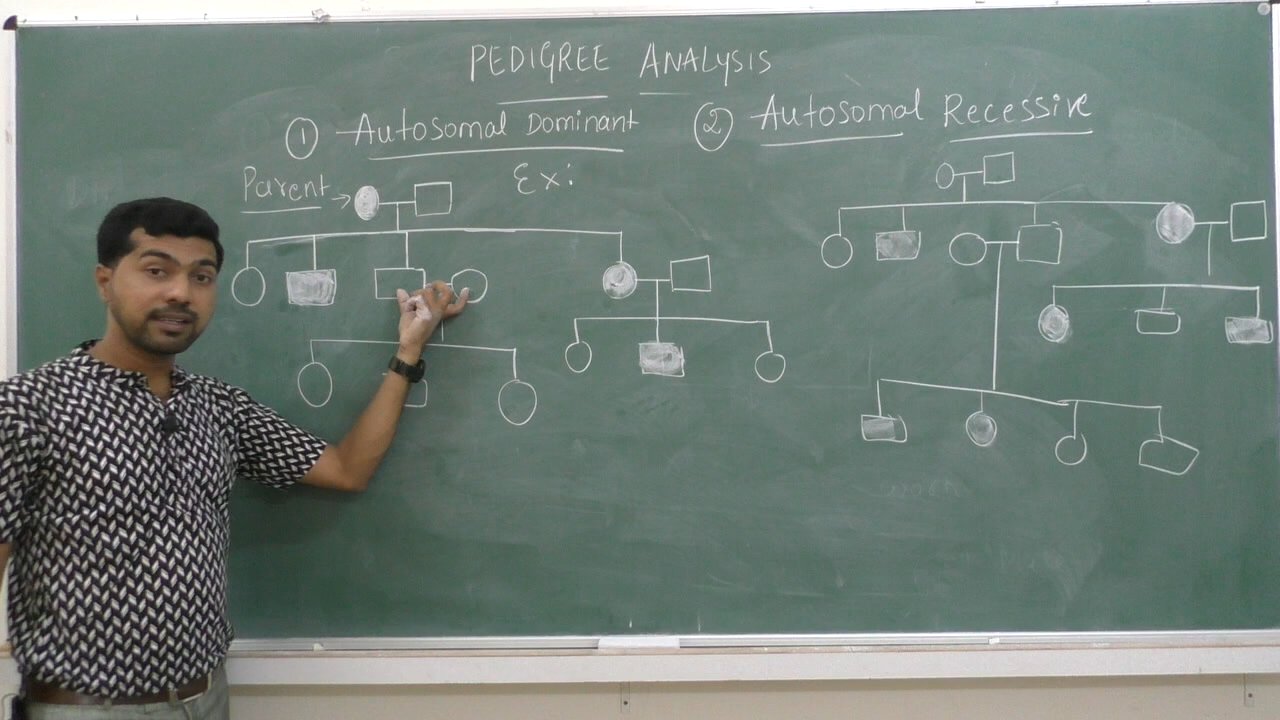 PEDIGREE ANALYSIS
① Autosomal Dominant
② Autosomal Recessive
Parent →
Ex: